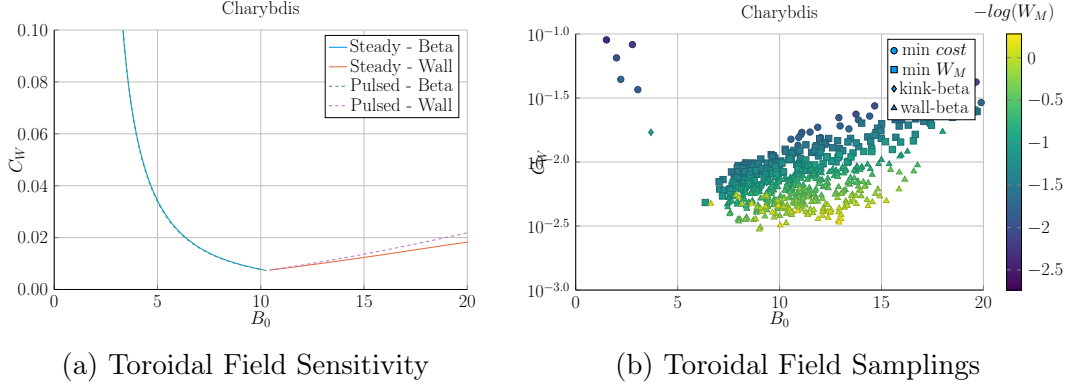 Charybdis
0.10
0.08
0.06
0.04
0.02
0.00
C_W
0
5
10
15
20
B_0
Steady - Beta
Steady - Wall
Pulsed - Beta
Pulsed - Wall
(a) Toroidal Field Sensitivity
Charybdis
−log(W_M)
10^{−1.0}
10^{−1.5}
10^{−2.0}
10^{−2.5}
10^{−3.0}
C_W
0
5
10
15
20
B_0
min cost
min W_M
kink-beta
wall-beta
0
−0.5
−1
−1.5
−2
−2.5
(b) Toroidal Field Samplings